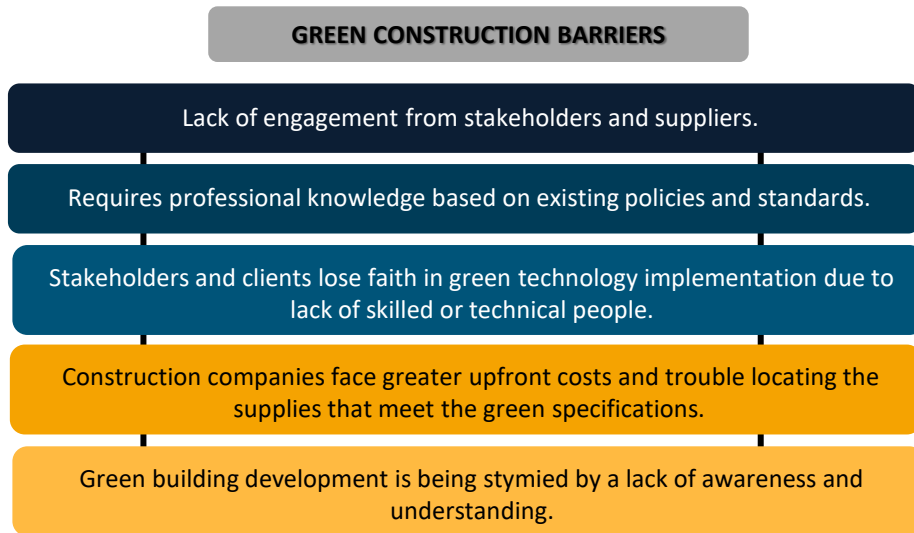 GREEN CONSTRUCTION BARRIERS
Lack of engagement from stakeholders and suppliers.
Requires professional knowledge based on existing policies and standards.
Stakeholders and clients lose faith in green technology implementation due to
lack of skilled or technical people.
Construction companies face greater upfront costs and trouble locating the
supplies that meet the green specifications.
Green building development is being stymied by a lack of awareness and
understanding.